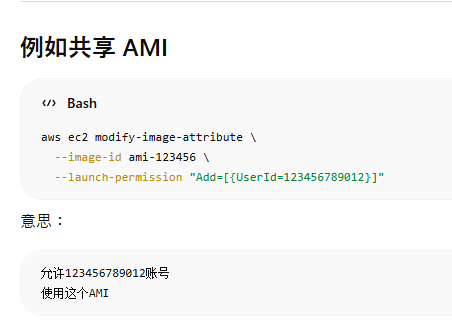 例如共享 AMI
</> Bash
aws ec2 modify-image-attribute \
--image-id ami-123456 \
--launch-permission "Add=[{UserId=123456789012}]"
意思：
允许123456789012账号
使用这个AMI